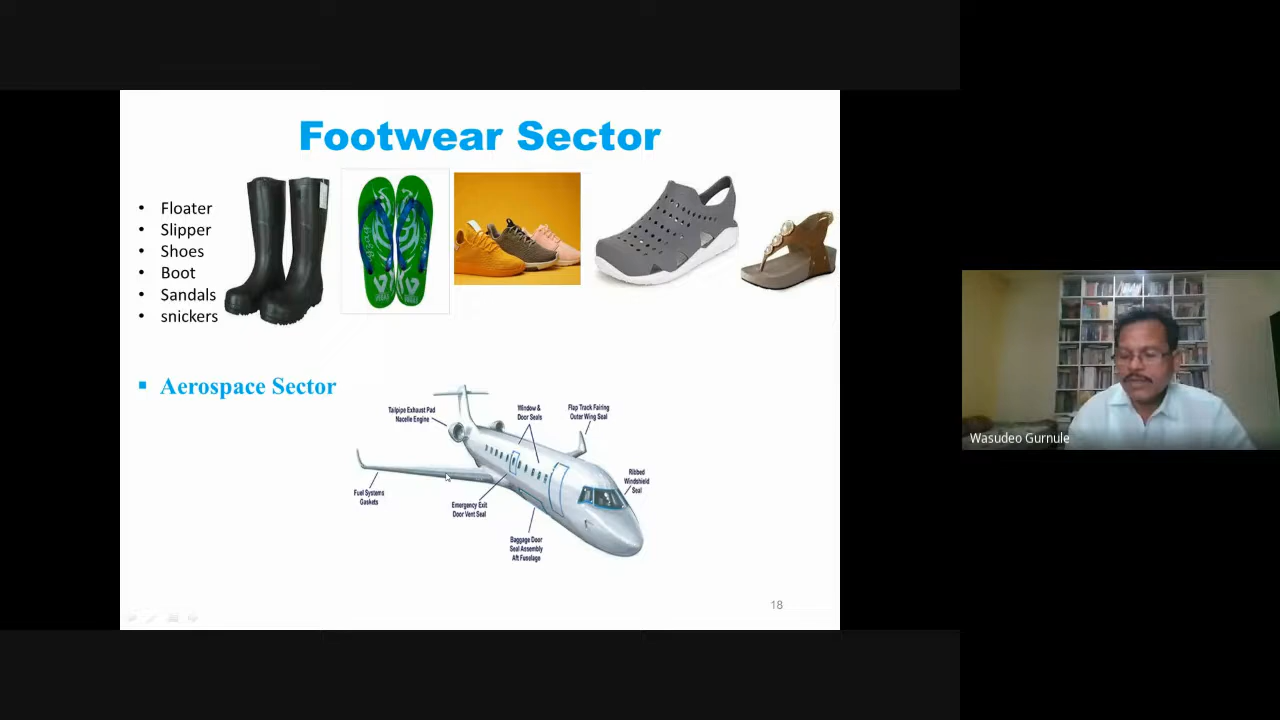 Footwear Sector
• Floater
• Slipper
• Shoes
• Boot
• Sandals
• snickers
▪ Aerospace Sector
Tailpipe Exhaust Pad
Nacelle Engine
Window &
Door Seals
Flap Track Fairing
Outer Wing Seal
Ribbed
Windshield
Seal
Fuel Systems
Gaskets
Emergency Exit
Door Vent Seal
Baggage Door
Seal Assembly
Aft Fuselage
18
Wasudeo Gurnule